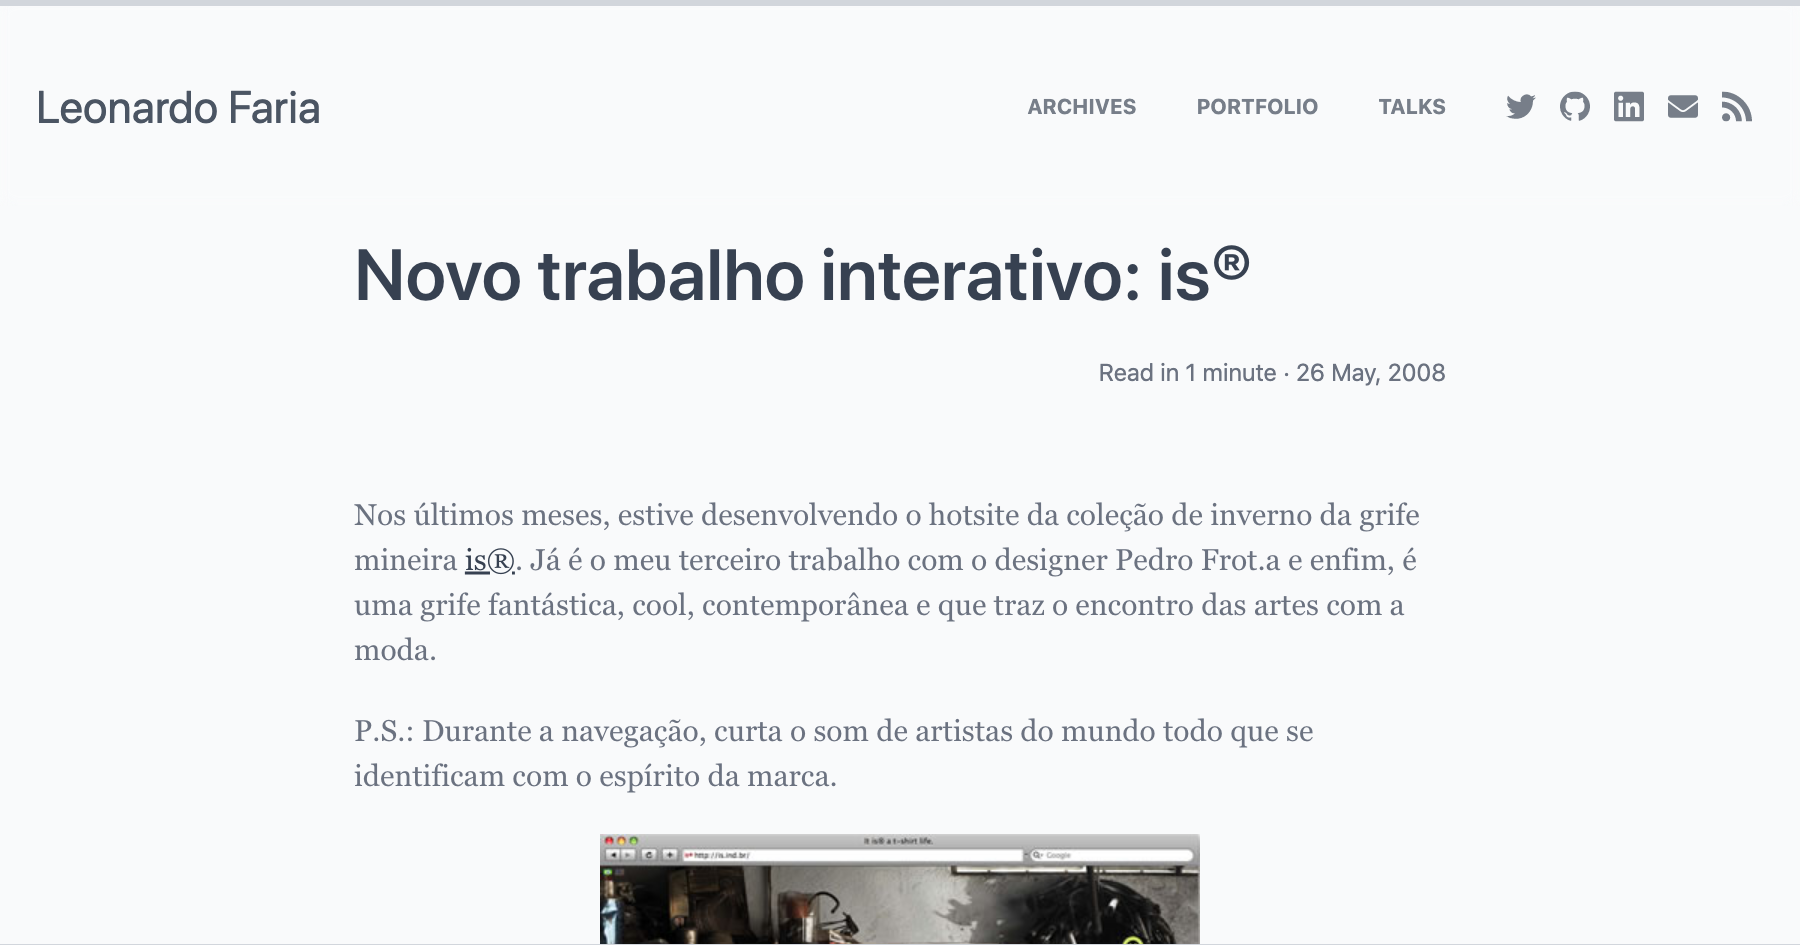 Leonardo Faria
ARCHIVES PORTFOLIO TALKS
Novo trabalho interativo: is®
Read in 1 minute · 26 May, 2008
Nos últimos meses, estive desenvolvendo o hotsite da coleção de inverno da grife
mineira is®. Já é o meu terceiro trabalho com o designer Pedro Frot.a e enfim, é
uma grife fantástica, cool, contemporânea e que traz o encontro das artes com a
moda.
P.S.: Durante a navegação, curta o som de artistas do mundo todo que se
identificam com o espírito da marca.
It is® a t-shirt life.
http://is.ind.br/ Google